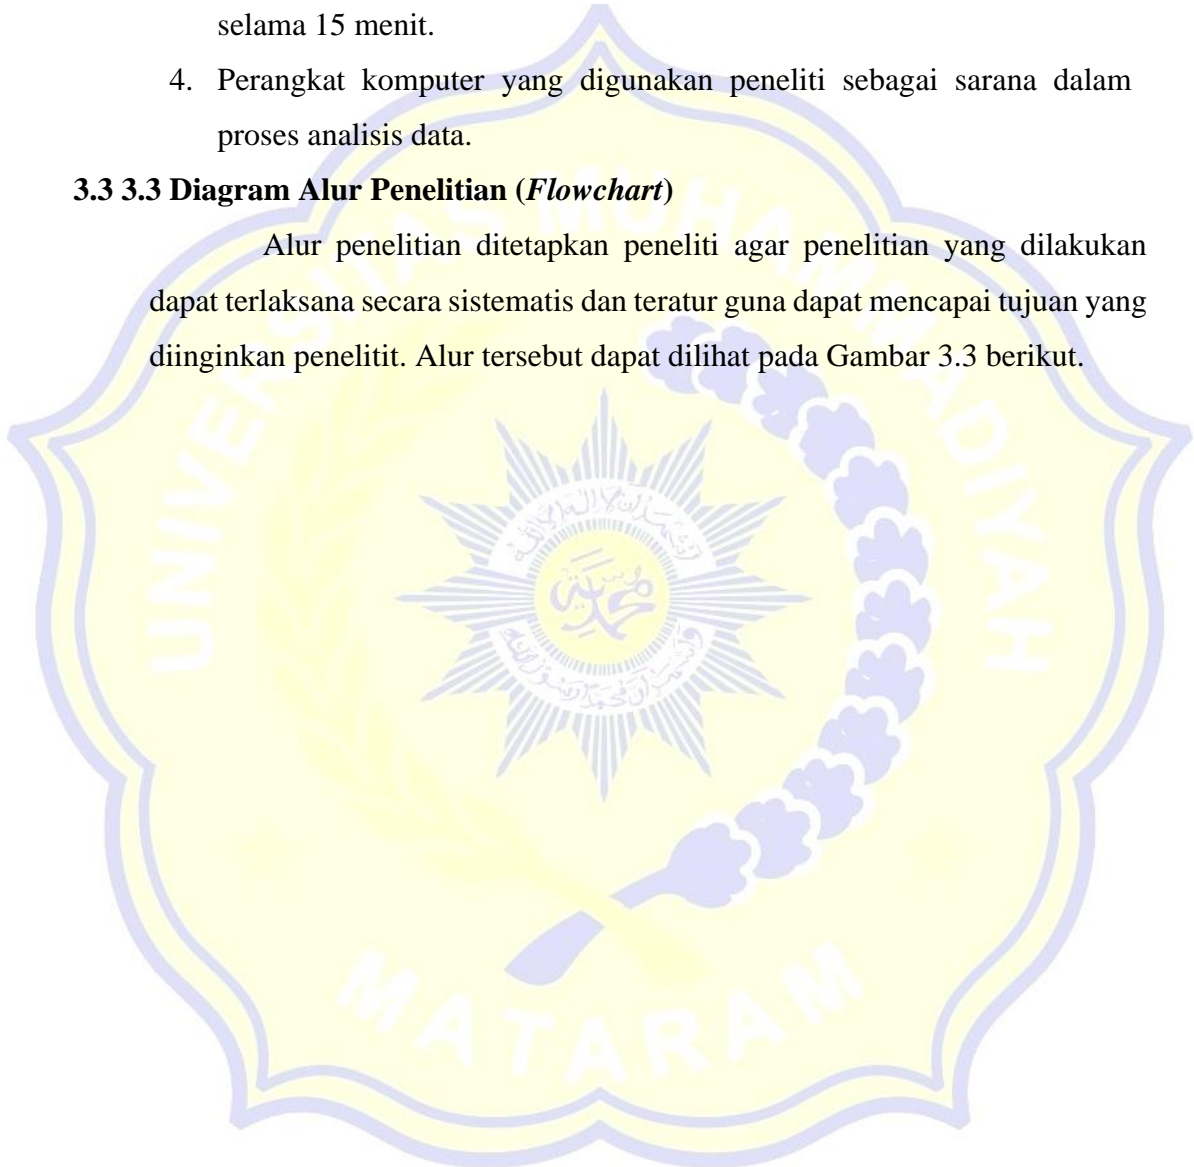 selama 15 menit.
4. Perangkat komputer yang digunakan peneliti sebagai sarana dalam
proses analisis data.
3.3 3.3 Diagram Alur Penelitian (Flowchart)
Alur penelitian ditetapkan peneliti agar penelitian yang dilakukan
dapat terlaksana secara sistematis dan teratur guna dapat mencapai tujuan yang
diinginkan penelitit. Alur tersebut dapat dilihat pada Gambar 3.3 berikut.
UNIVERSITAS MUHAMMADIYAH
MATARAM